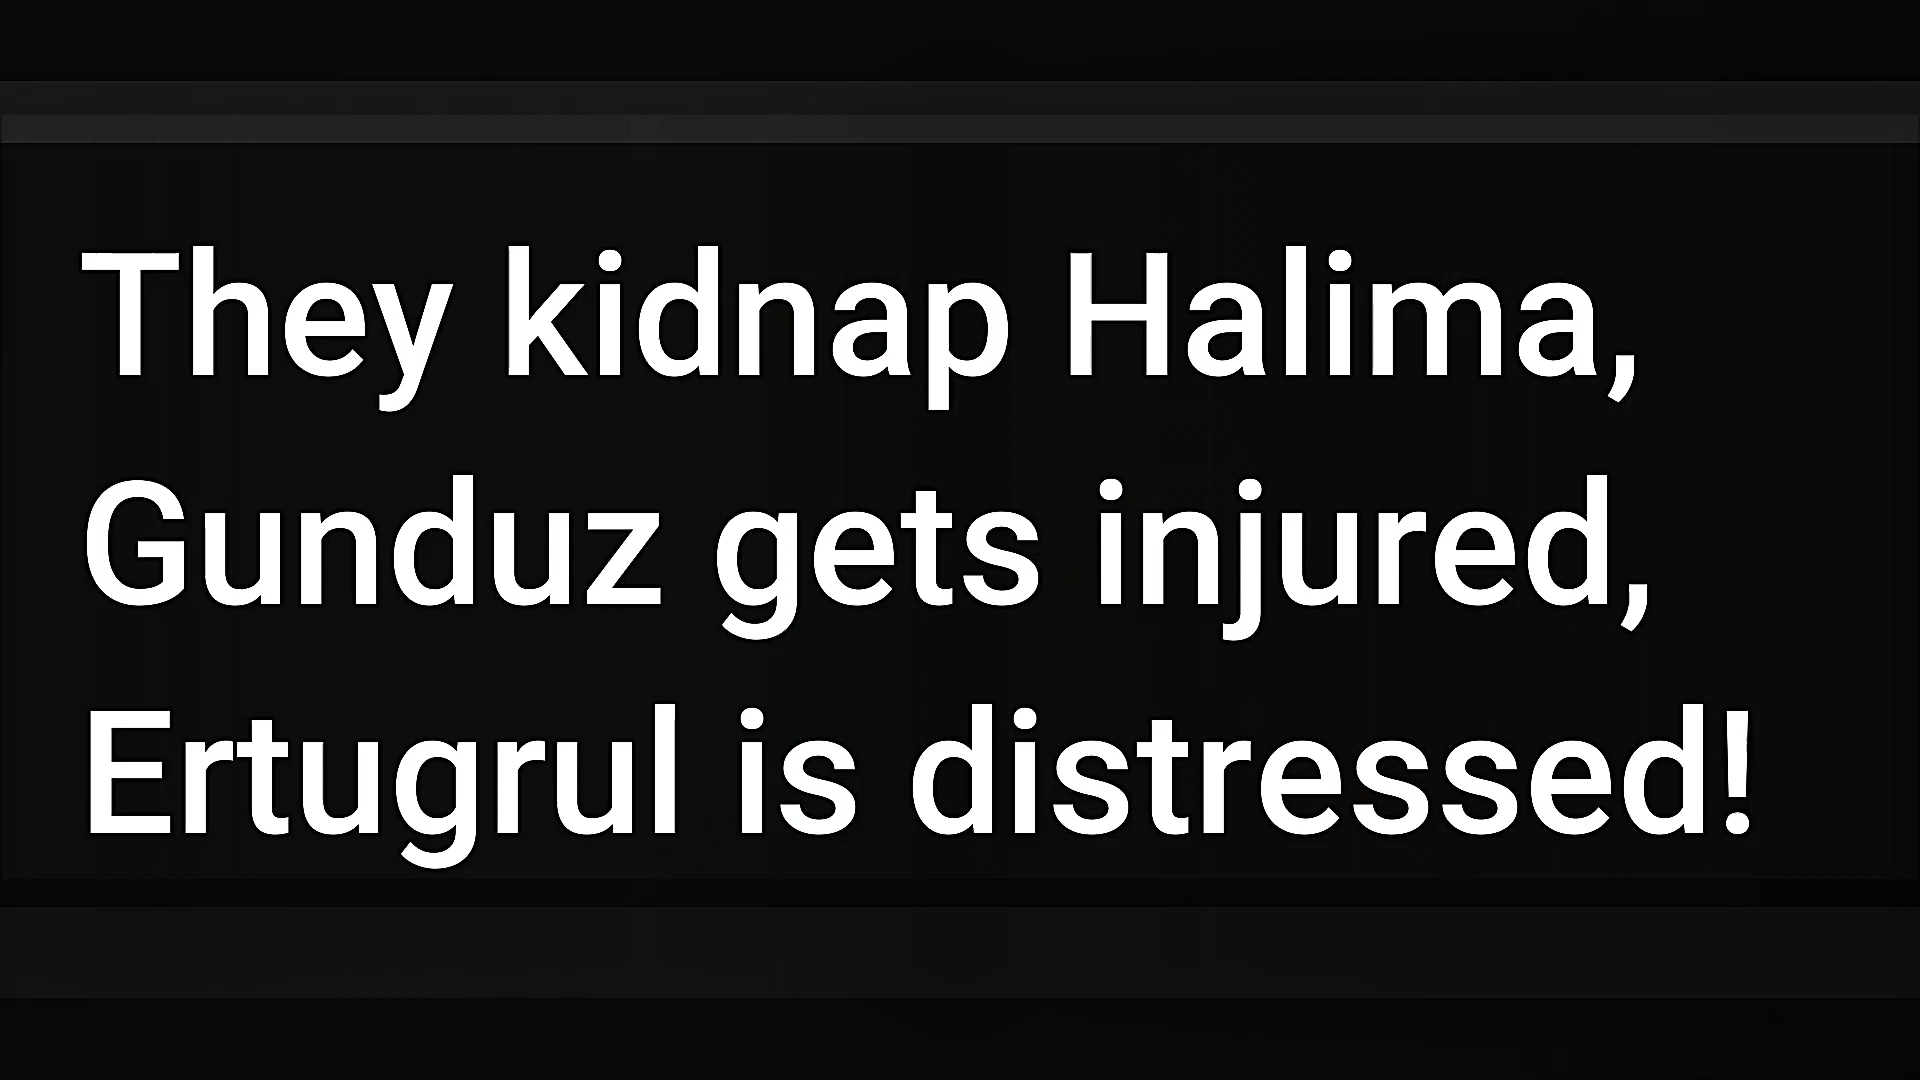 They kidnap Halima,
Gunduz gets injured,
Ertugrul is distressed!